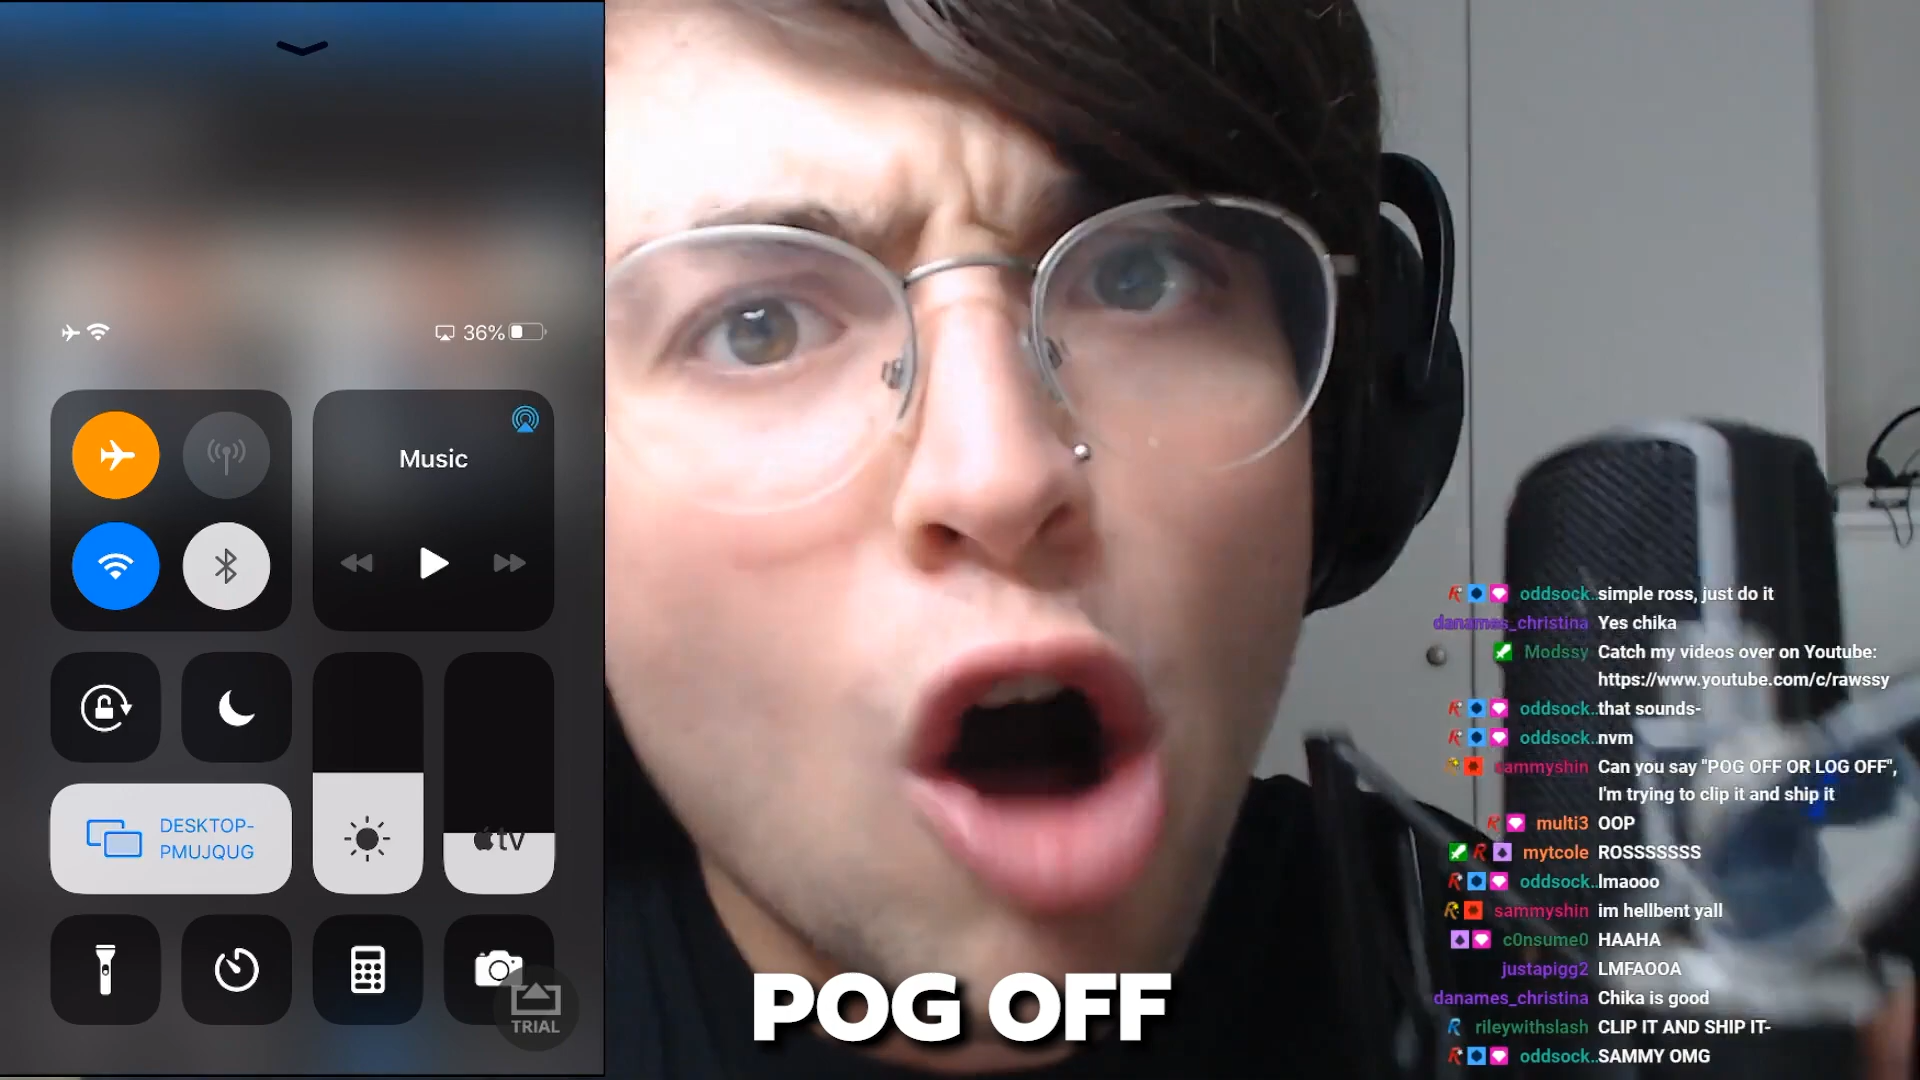 36%
Music
DESKTOP-
PMUJQUG
tv
TRIAL
POG OFF
oddsock..simple ross, just do it
danames_christina Yes chika
Modssy Catch my videos over on Youtube:
https://www.youtube.com/c/rawssy
oddsock..that sounds-
oddsock..nvm
sammyshin Can you say "POG OFF OR LOG OFF",
I'm trying to clip it and ship it
multi3 OOP
mytcole ROSSSSSSS
oddsock..lmaooo
sammyshin im hellbent yall
c0nsume0 HAAHA
justapigg2 LMFAOOA
danames_christina Chika is good
rileywithslash CLIP IT AND SHIP IT-
oddsock..SAMMY OMG